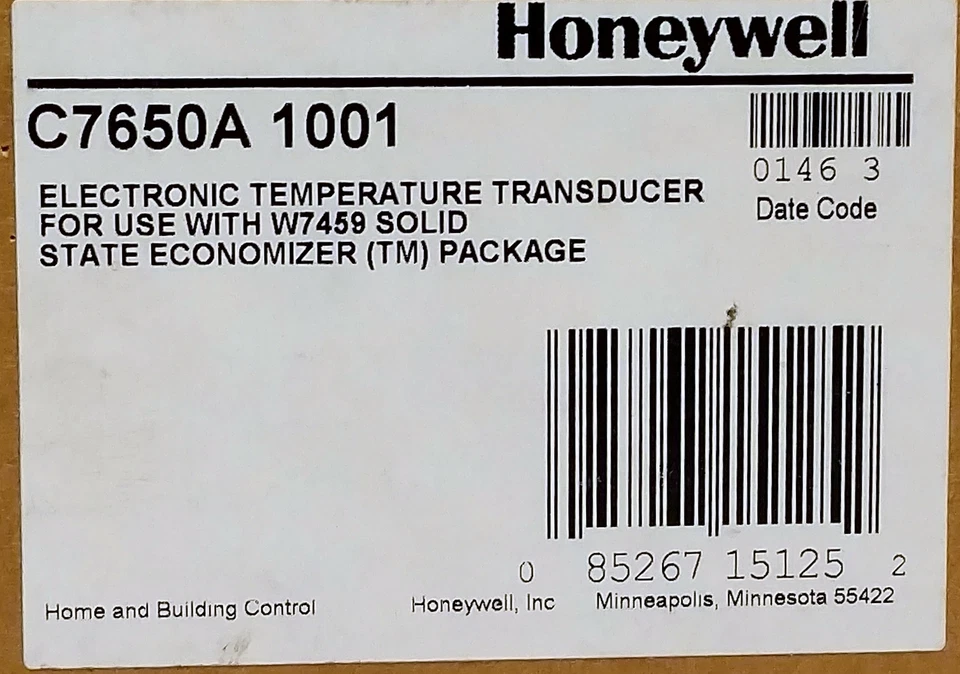 Honeywell
C7650A 1001
0146 3
Date Code
ELECTRONIC TEMPERATURE TRANSDUCER
FOR USE WITH W7459 SOLID
STATE ECONOMIZER (TM) PACKAGE
0 85267 15125 2
Home and Building Control Honeywell, Inc Minneapolis, Minnesota 55422